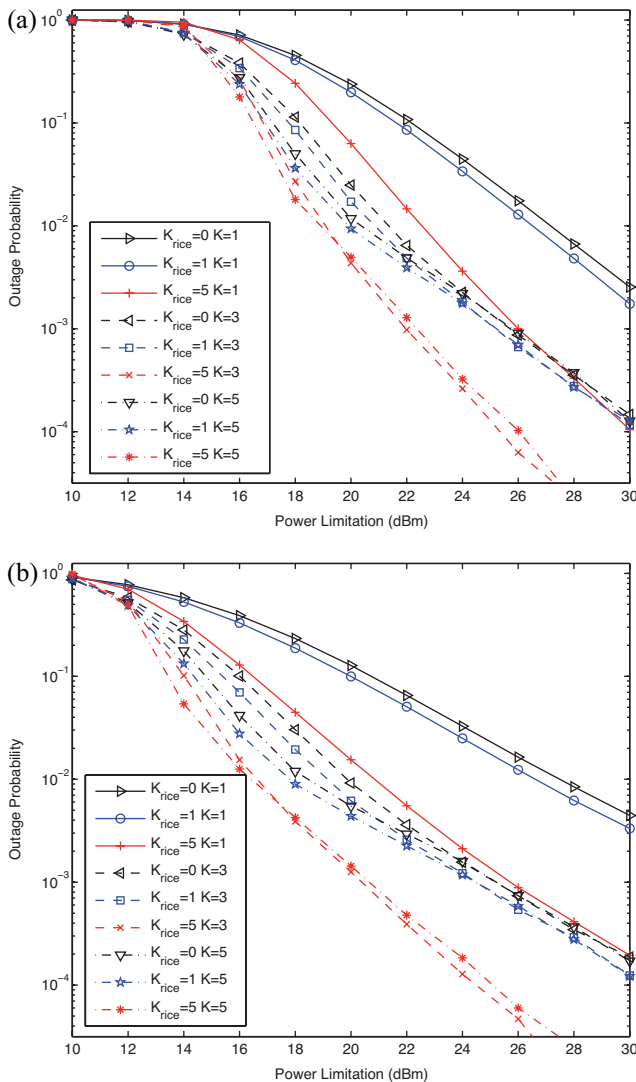 (a)
10^0
10^-1
10^-2
10^-3
10^-4
Outage Probability
K_rice=0 K=1
K_rice=1 K=1
K_rice=5 K=1
K_rice=0 K=3
K_rice=1 K=3
K_rice=5 K=3
K_rice=0 K=5
K_rice=1 K=5
K_rice=5 K=5
10 12 14 16 18 20 22 24 26 28 30
Power Limitation (dBm)
(b)
10^0
10^-1
10^-2
10^-3
10^-4
Outage Probability
K_rice=0 K=1
K_rice=1 K=1
K_rice=5 K=1
K_rice=0 K=3
K_rice=1 K=3
K_rice=5 K=3
K_rice=0 K=5
K_rice=1 K=5
K_rice=5 K=5
10 12 14 16 18 20 22 24 26 28 30
Power Limitation (dBm)